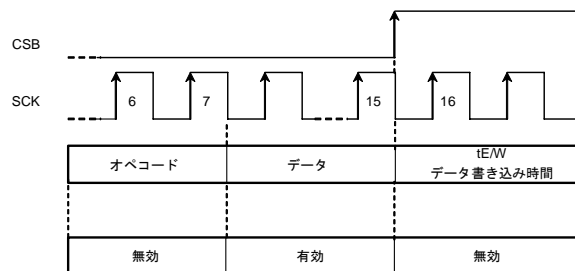 CSB
SCK
6 7 15 16
オペコード データ tE/W
データ書き込み時間
無効 有効 無効